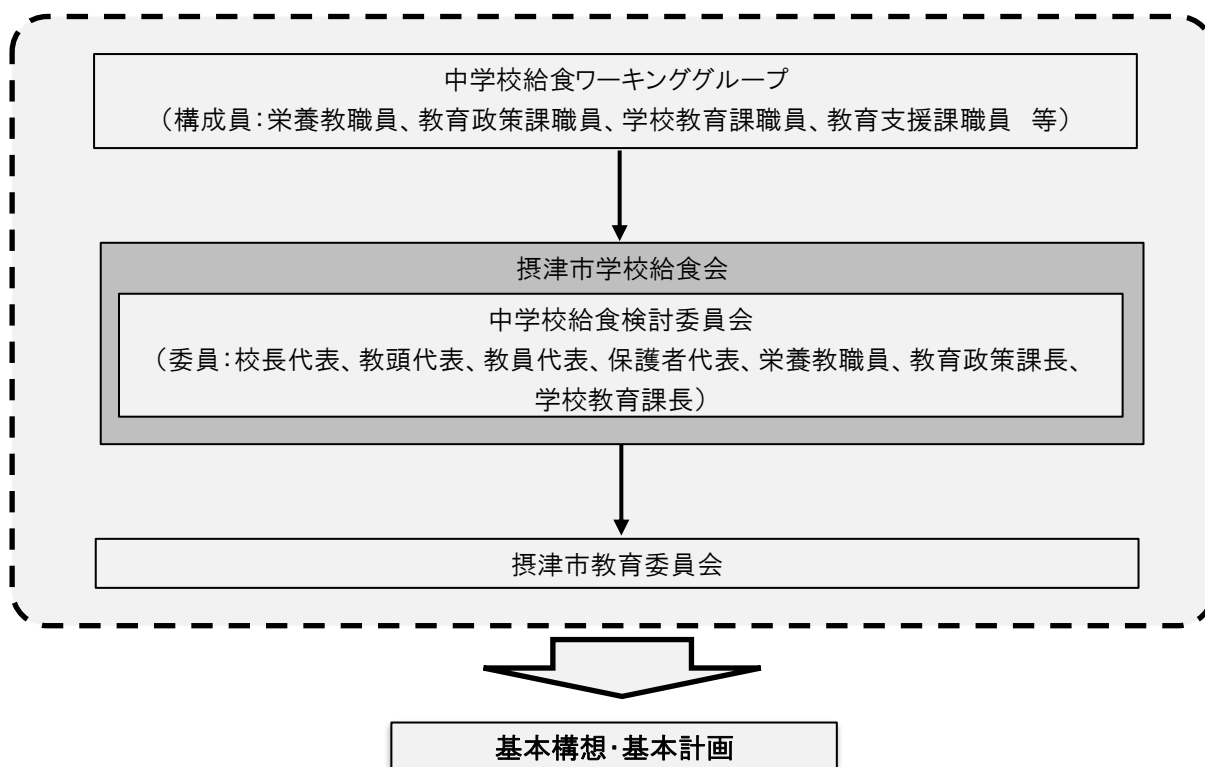 中学校給食ワーキンググループ
（構成員：栄養教職員、教育政策課職員、学校教育課職員、教育支援課職員　等）
摂津市学校給食会
中学校給食検討委員会
（委員：校長代表、教頭代表、教員代表、保護者代表、栄養教職員、教育政策課長、
学校教育課長）
摂津市教育委員会
基本構想・基本計画